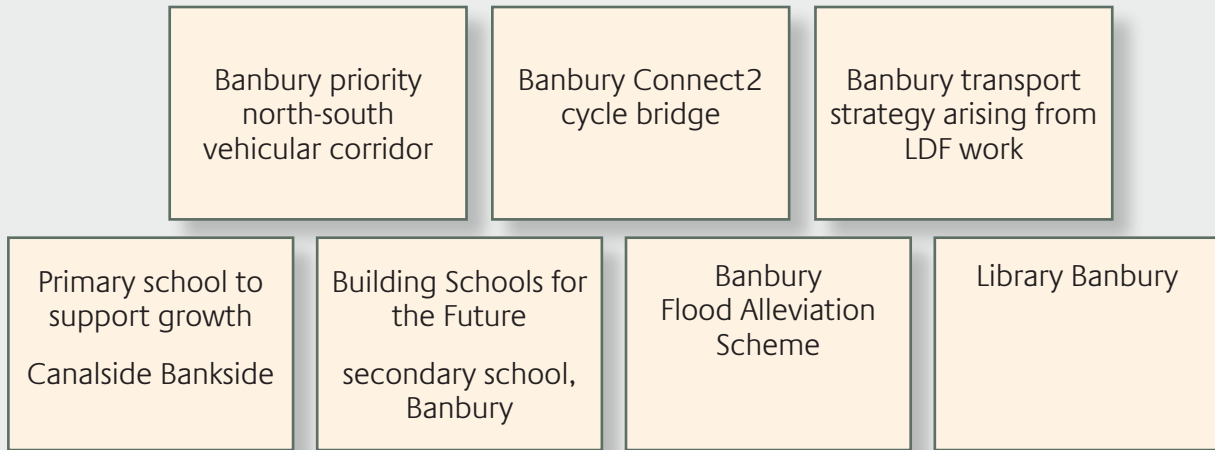 Banbury priority
north-south
vehicular corridor
Banbury Connect2
cycle bridge
Banbury transport
strategy arising from
LDF work
Primary school to
support growth
Canalside Bankside
Building Schools for
the Future
secondary school,
Banbury
Banbury
Flood Alleviation
Scheme
Library Banbury